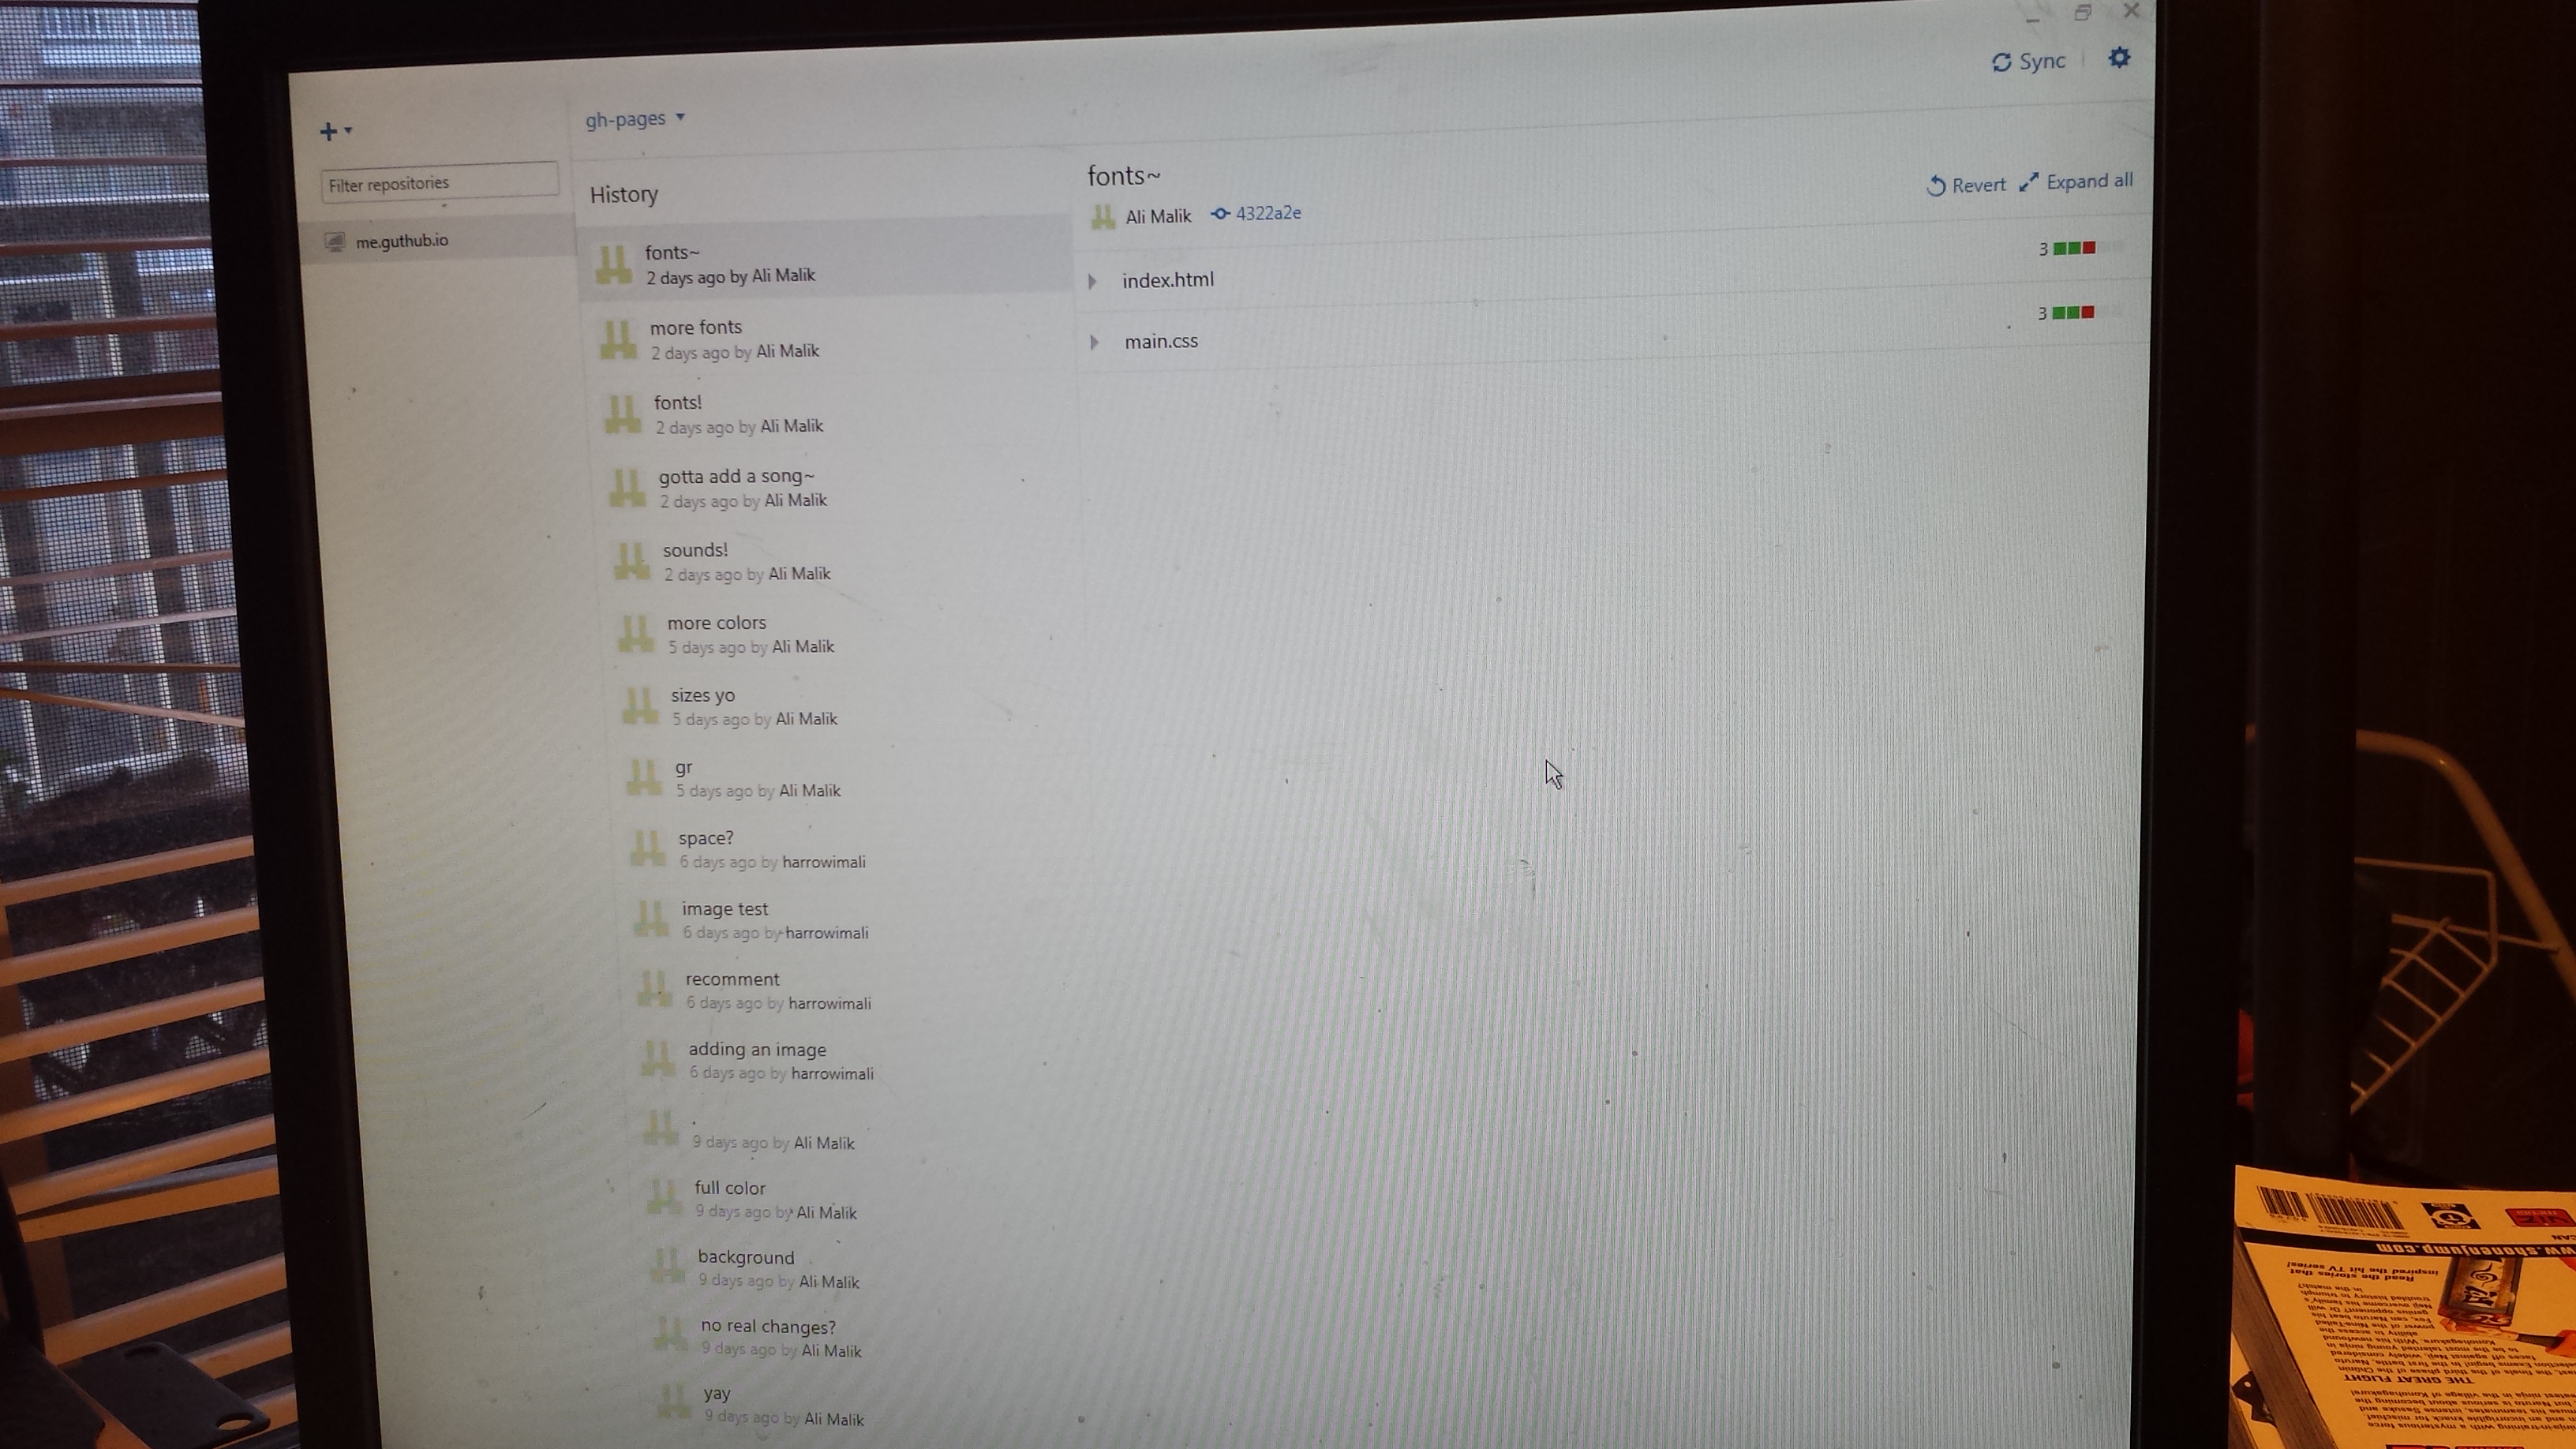 Sync
gh-pages
Filter repositories
me.guthub.io
History
fonts~
2 days ago by Ali Malik
more fonts
2 days ago by Ali Malik
fonts!
2 days ago by Ali Malik
gotta add a song~
2 days ago by Ali Malik
sounds!
2 days ago by Ali Malik
more colors
5 days ago by Ali Malik
sizes yo
5 days ago by Ali Malik
gr
5 days ago by Ali Malik
space?
6 days ago by harrowimali
image test
6 days ago by harrowimali
recomment
6 days ago by harrowimali
adding an image
6 days ago by harrowimali
.
9 days ago by Ali Malik
full color
9 days ago by Ali Malik
background
9 days ago by Ali Malik
no real changes?
9 days ago by Ali Malik
yay
9 days ago by Ali Malik
fonts~
Revert
Expand all
Ali Malik
4322a2e
index.html
3
main.css
3
www.shonenjump.com
Read the stories that
inspired the hit TV series!
THE GREAT FLIGHT